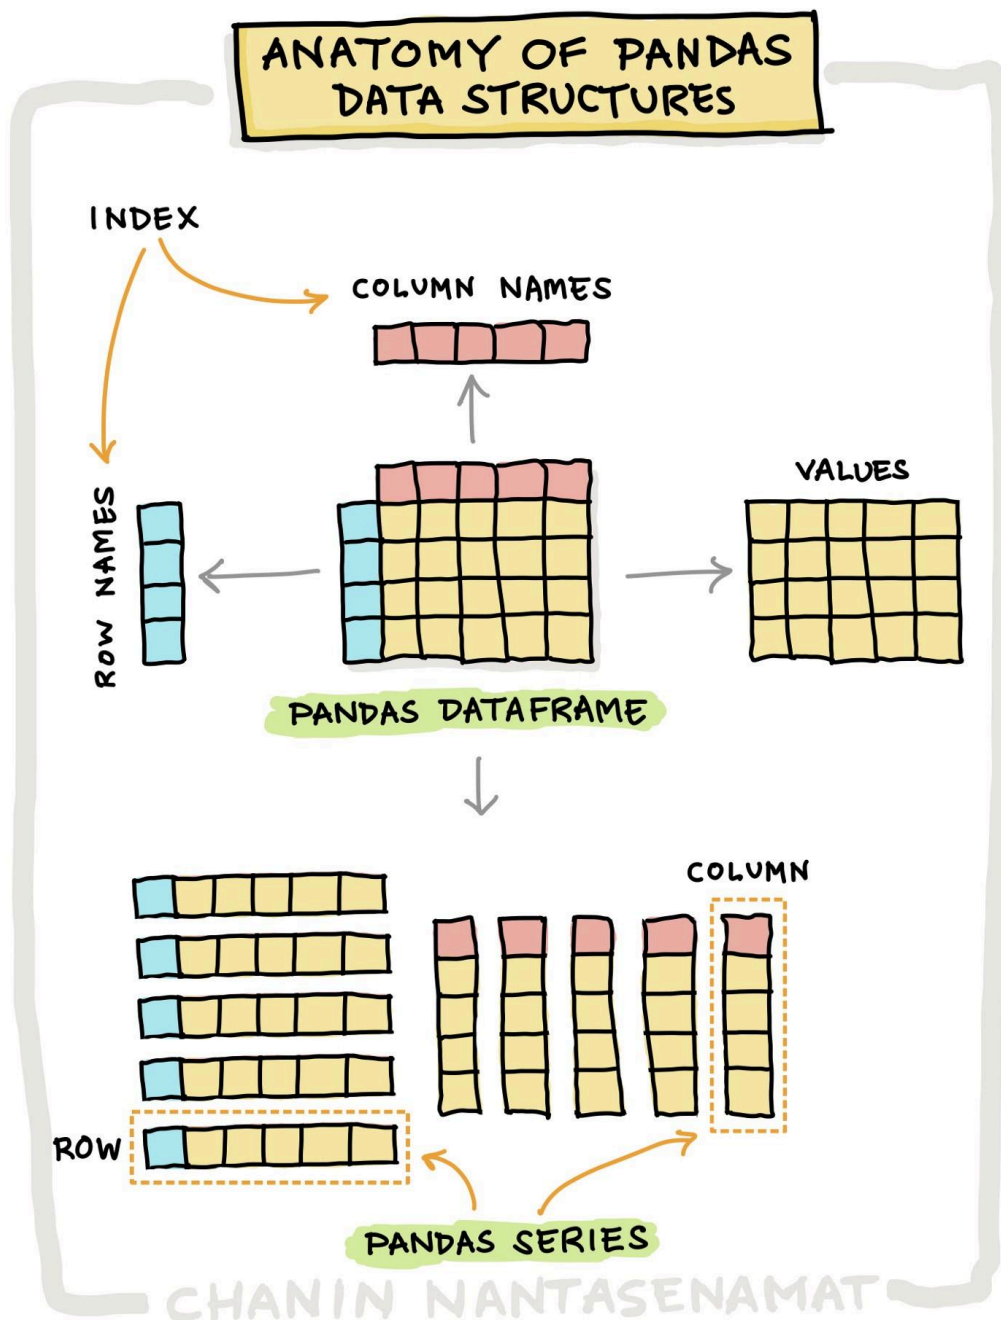 ANATOMY OF PANDAS
DATA STRUCTURES
INDEX
COLUMN NAMES
ROW NAMES
VALUES
PANDAS DATAFRAME
COLUMN
ROW
PANDAS SERIES
CHANIN NANTASENAMAT